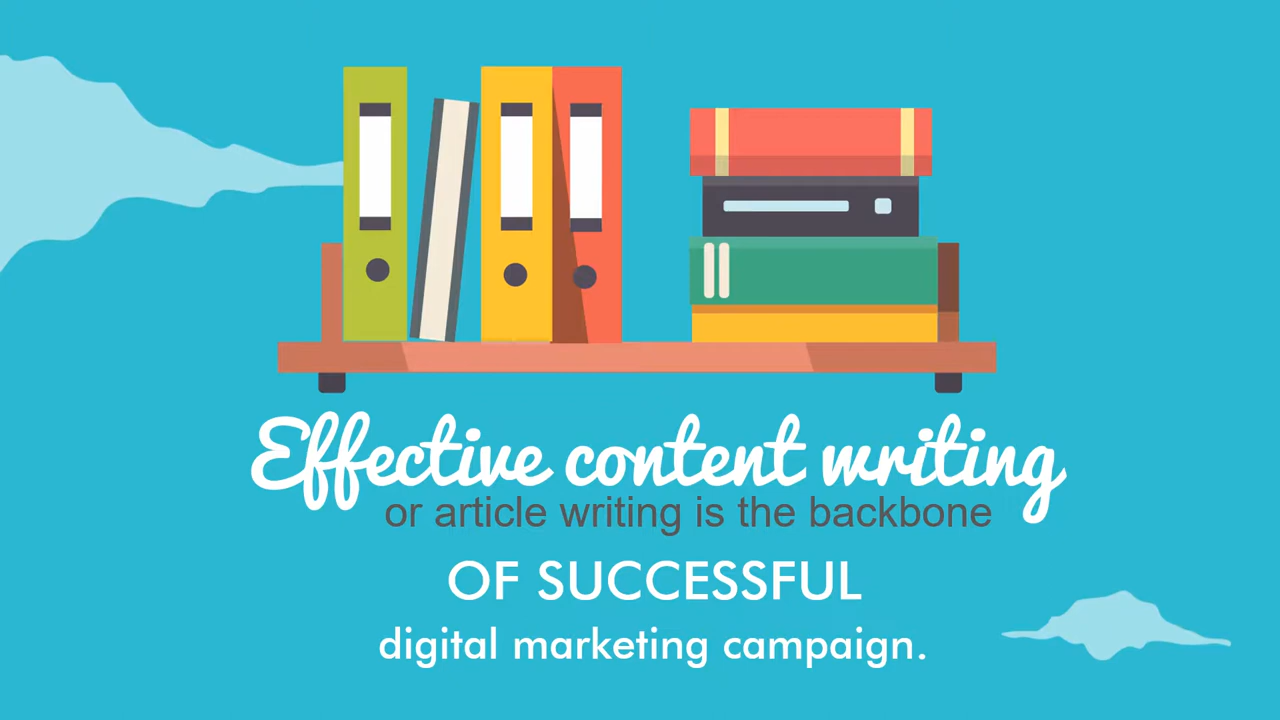 Effective content writing
or article writing is the backbone
OF SUCCESSFUL
digital marketing campaign.